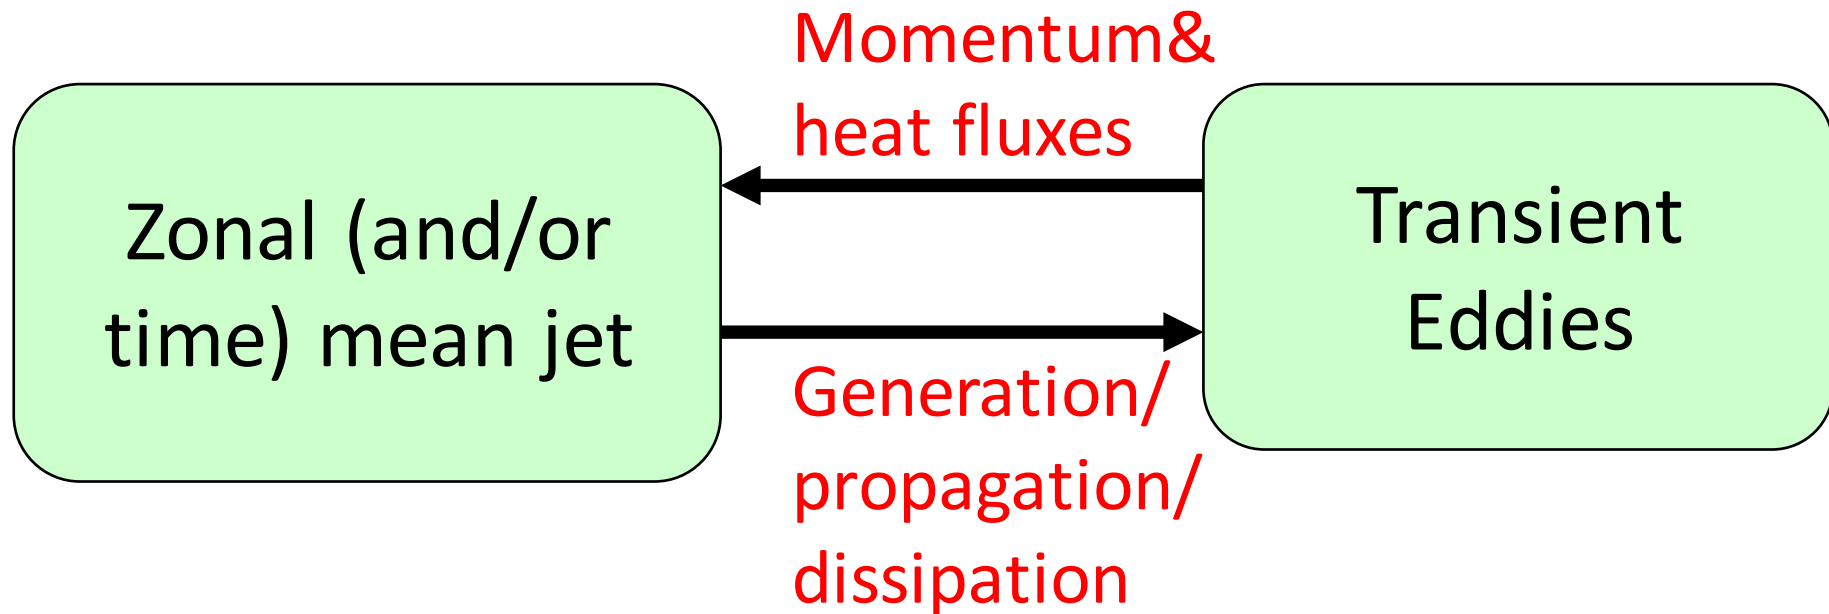 Momentum&
heat fluxes
Zonal (and/or
time) mean jet
Transient
Eddies
Generation/
propagation/
dissipation